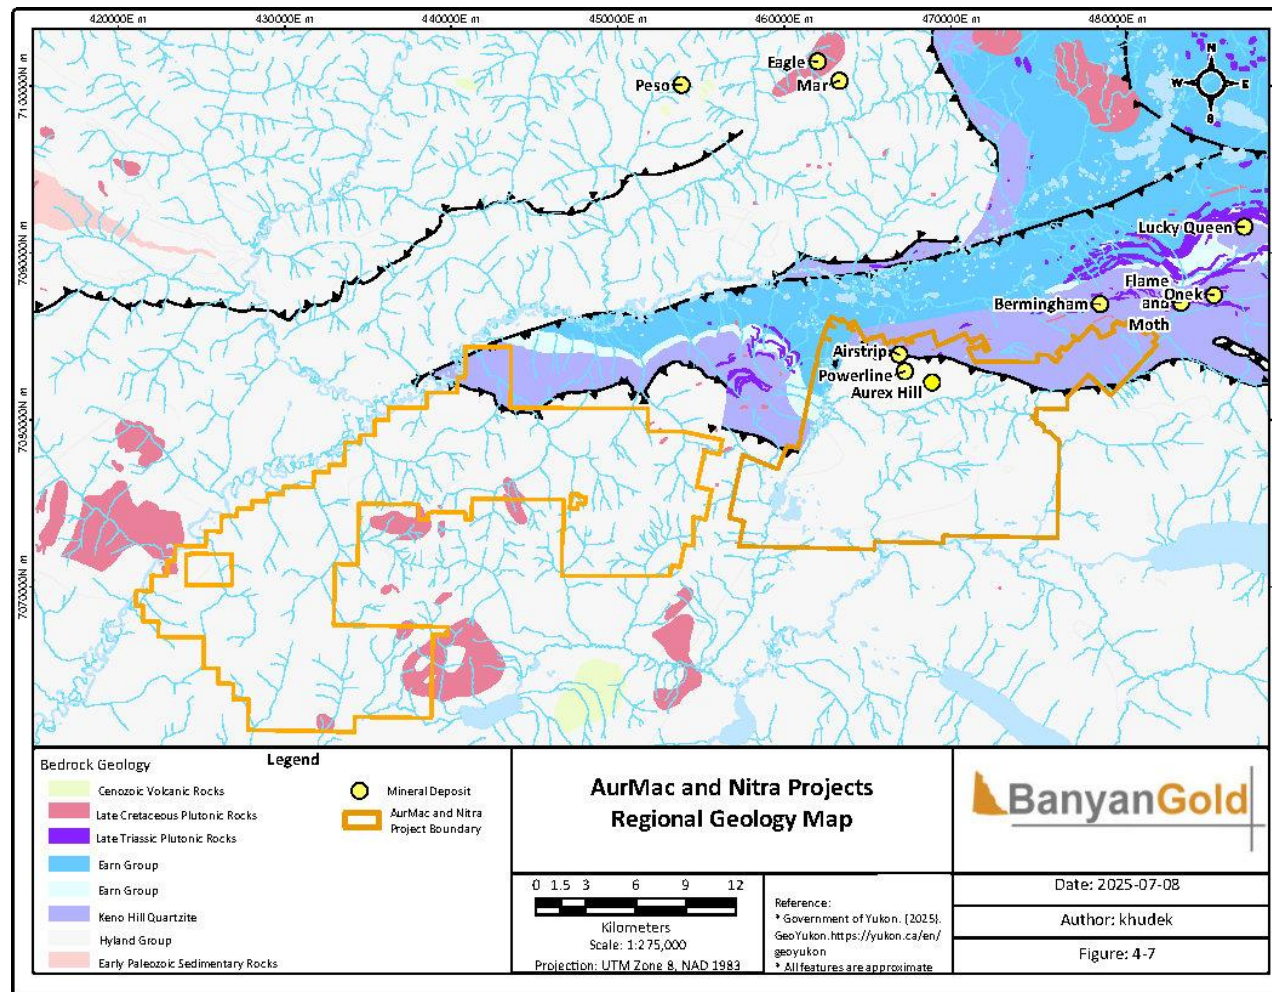 420000E m
430000E m
440000E m
450000E m
460000E m
470000E m
480000E m
7100000N m
7090000N m
7080000N m
7070000N m
N
W
E
S
Eagle
Peso
Mar
Lucky Queen
Flame
Bermingham
and
Onek
Moth
Airstrip
Powerline
Aurex Hill
Legend
Bedrock Geology
Cenozoic Volcanic Rocks
Late Cretaceous Plutonic Rocks
Late Triassic Plutonic Rocks
Earn Group
Earn Group
Keno Hill Quartzite
Hyland Group
Early Paleozoic Sedimentary Rocks
Mineral Deposit
AurMac and Nitra
Project Boundary
AurMac and Nitra Projects
Regional Geology Map
0 1.5 3 6 9 12
Kilometers
Scale: 1:275,000
Projection: UTM Zone 8, NAD 1983
Reference:
* Government of Yukon. (2025).
GeoYukon.https://yukon.ca/en/
geoyukon
* All features are approximate
BanyanGold
Date: 2025-07-08
Author: khudek
Figure: 4-7